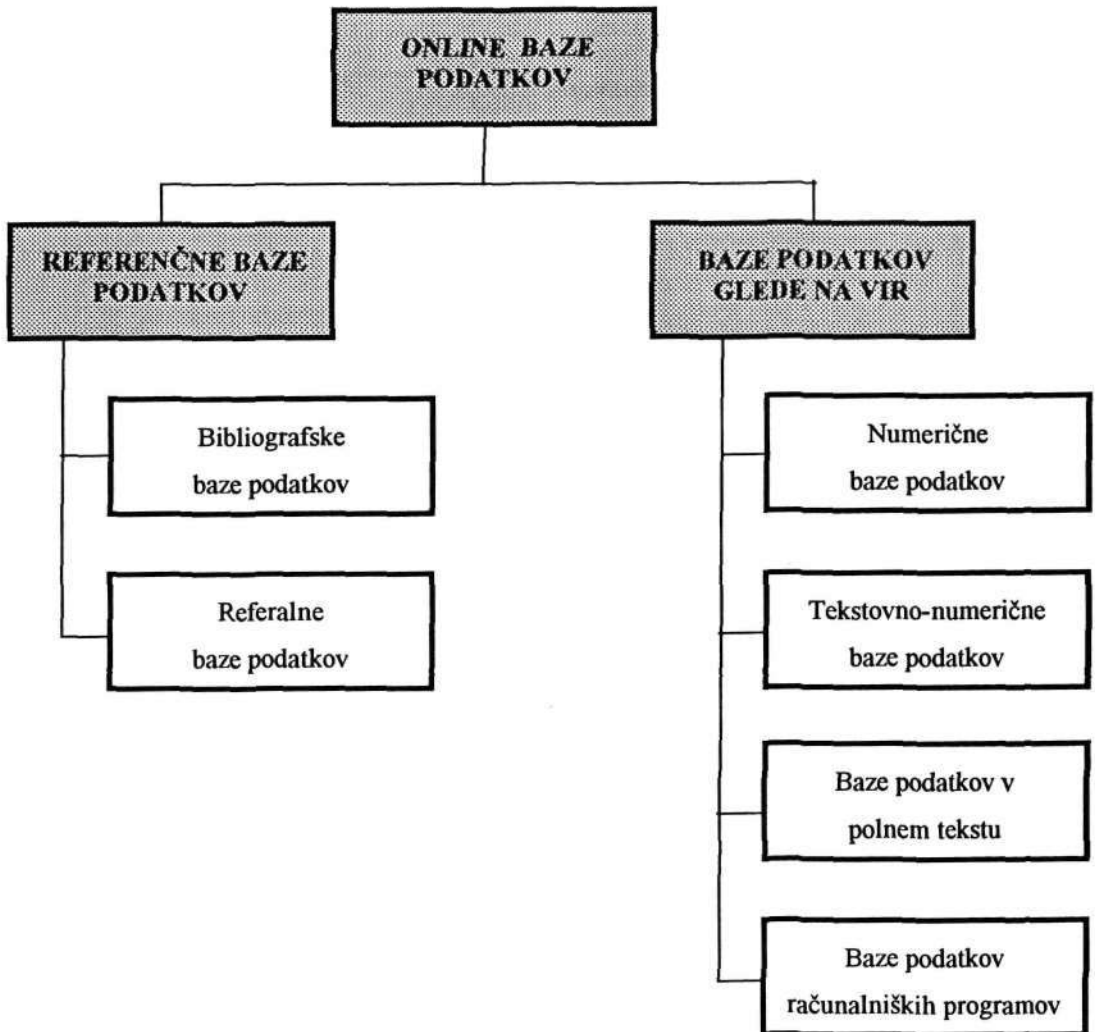 ONLINE BAZE
PODATKOV
REFERENČNE BAZE
PODATKOV
BAZE PODATKOV
GLEDE NA VIR
Bibliografske
baze podatkov
Referalne
baze podatkov
Numerične
baze podatkov
Tekstovno-numerične
baze podatkov
Baze podatkov v
polnem tekstu
Baze podatkov
računalniških programov